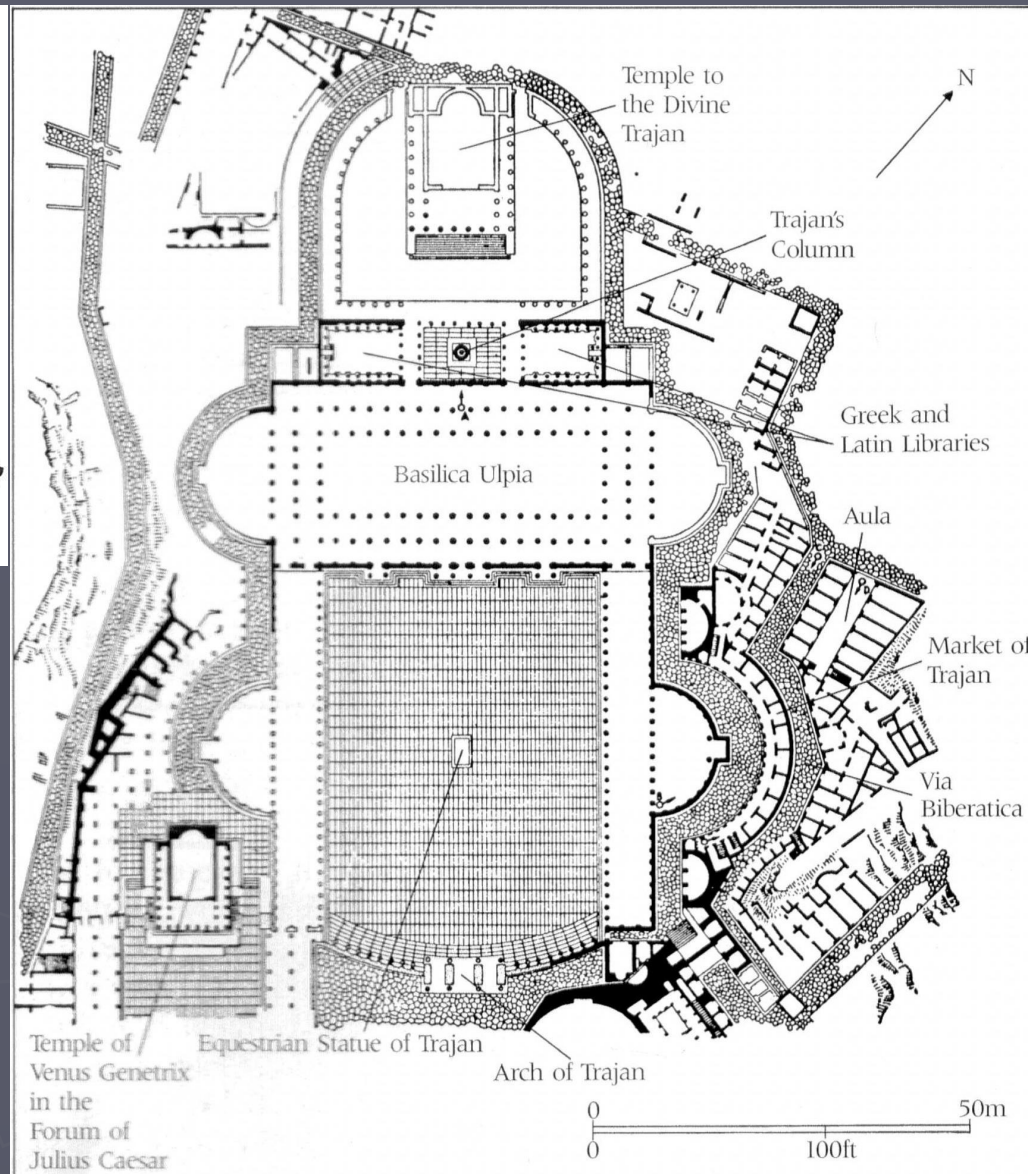 Temple to
the Divine
Trajan
N
Trajan's
Column
Greek and
Latin Libraries
Basilica Ulpia
Aula
Market of
Trajan
Via
Biberatica
Temple of
Venus Genetrix
in the
Forum of
Julius Caesar
Equestrian Statue of Trajan
Arch of Trajan
0 50m
0 100ft
A